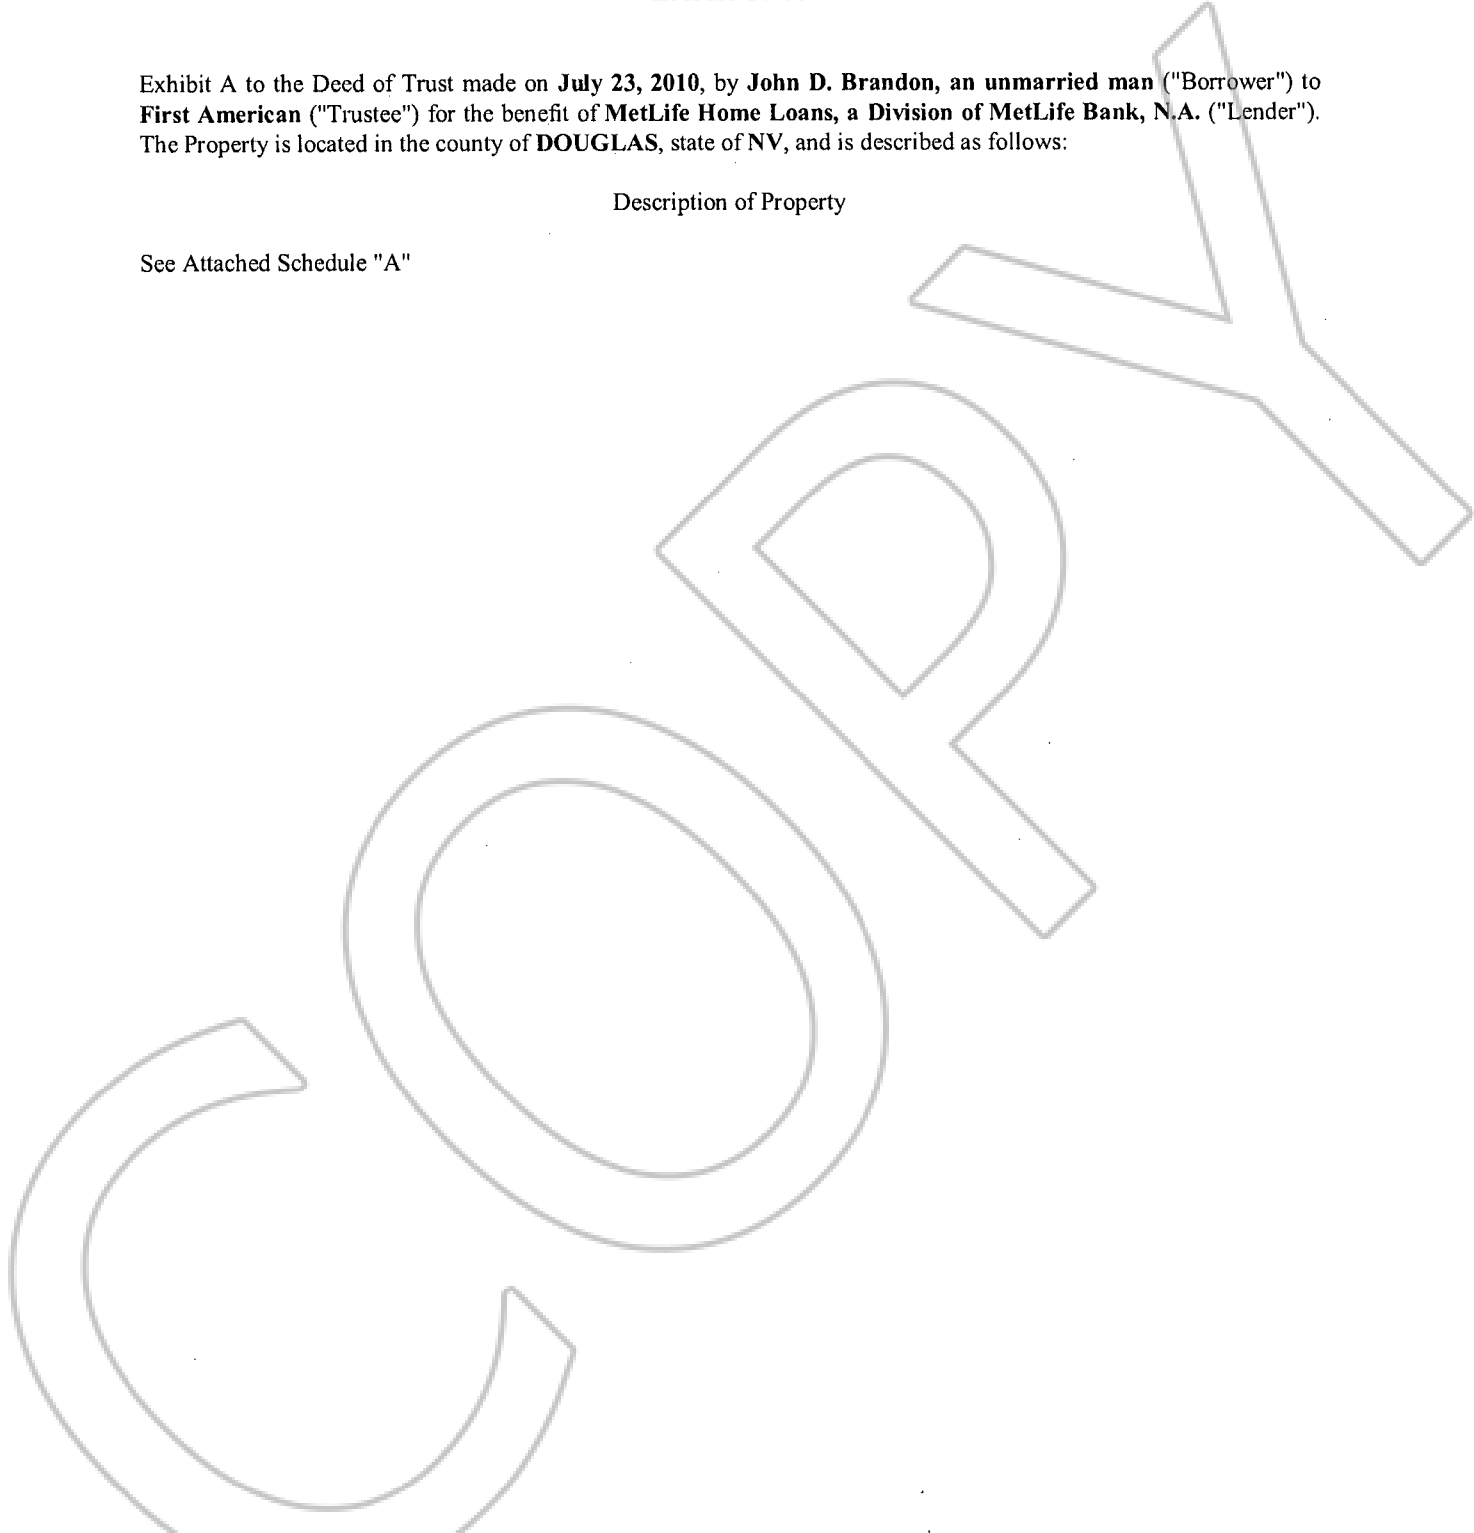 Exhibit A to the Deed of Trust made on July 23, 2010, by John D. Brandon, an unmarried man ("Borrower") to
First American ("Trustee") for the benefit of MetLife Home Loans, a Division of MetLife Bank, N.A. ("Lender").
The Property is located in the county of DOUGLAS, state of NV, and is described as follows:
Description of Property
See Attached Schedule "A"
COPY